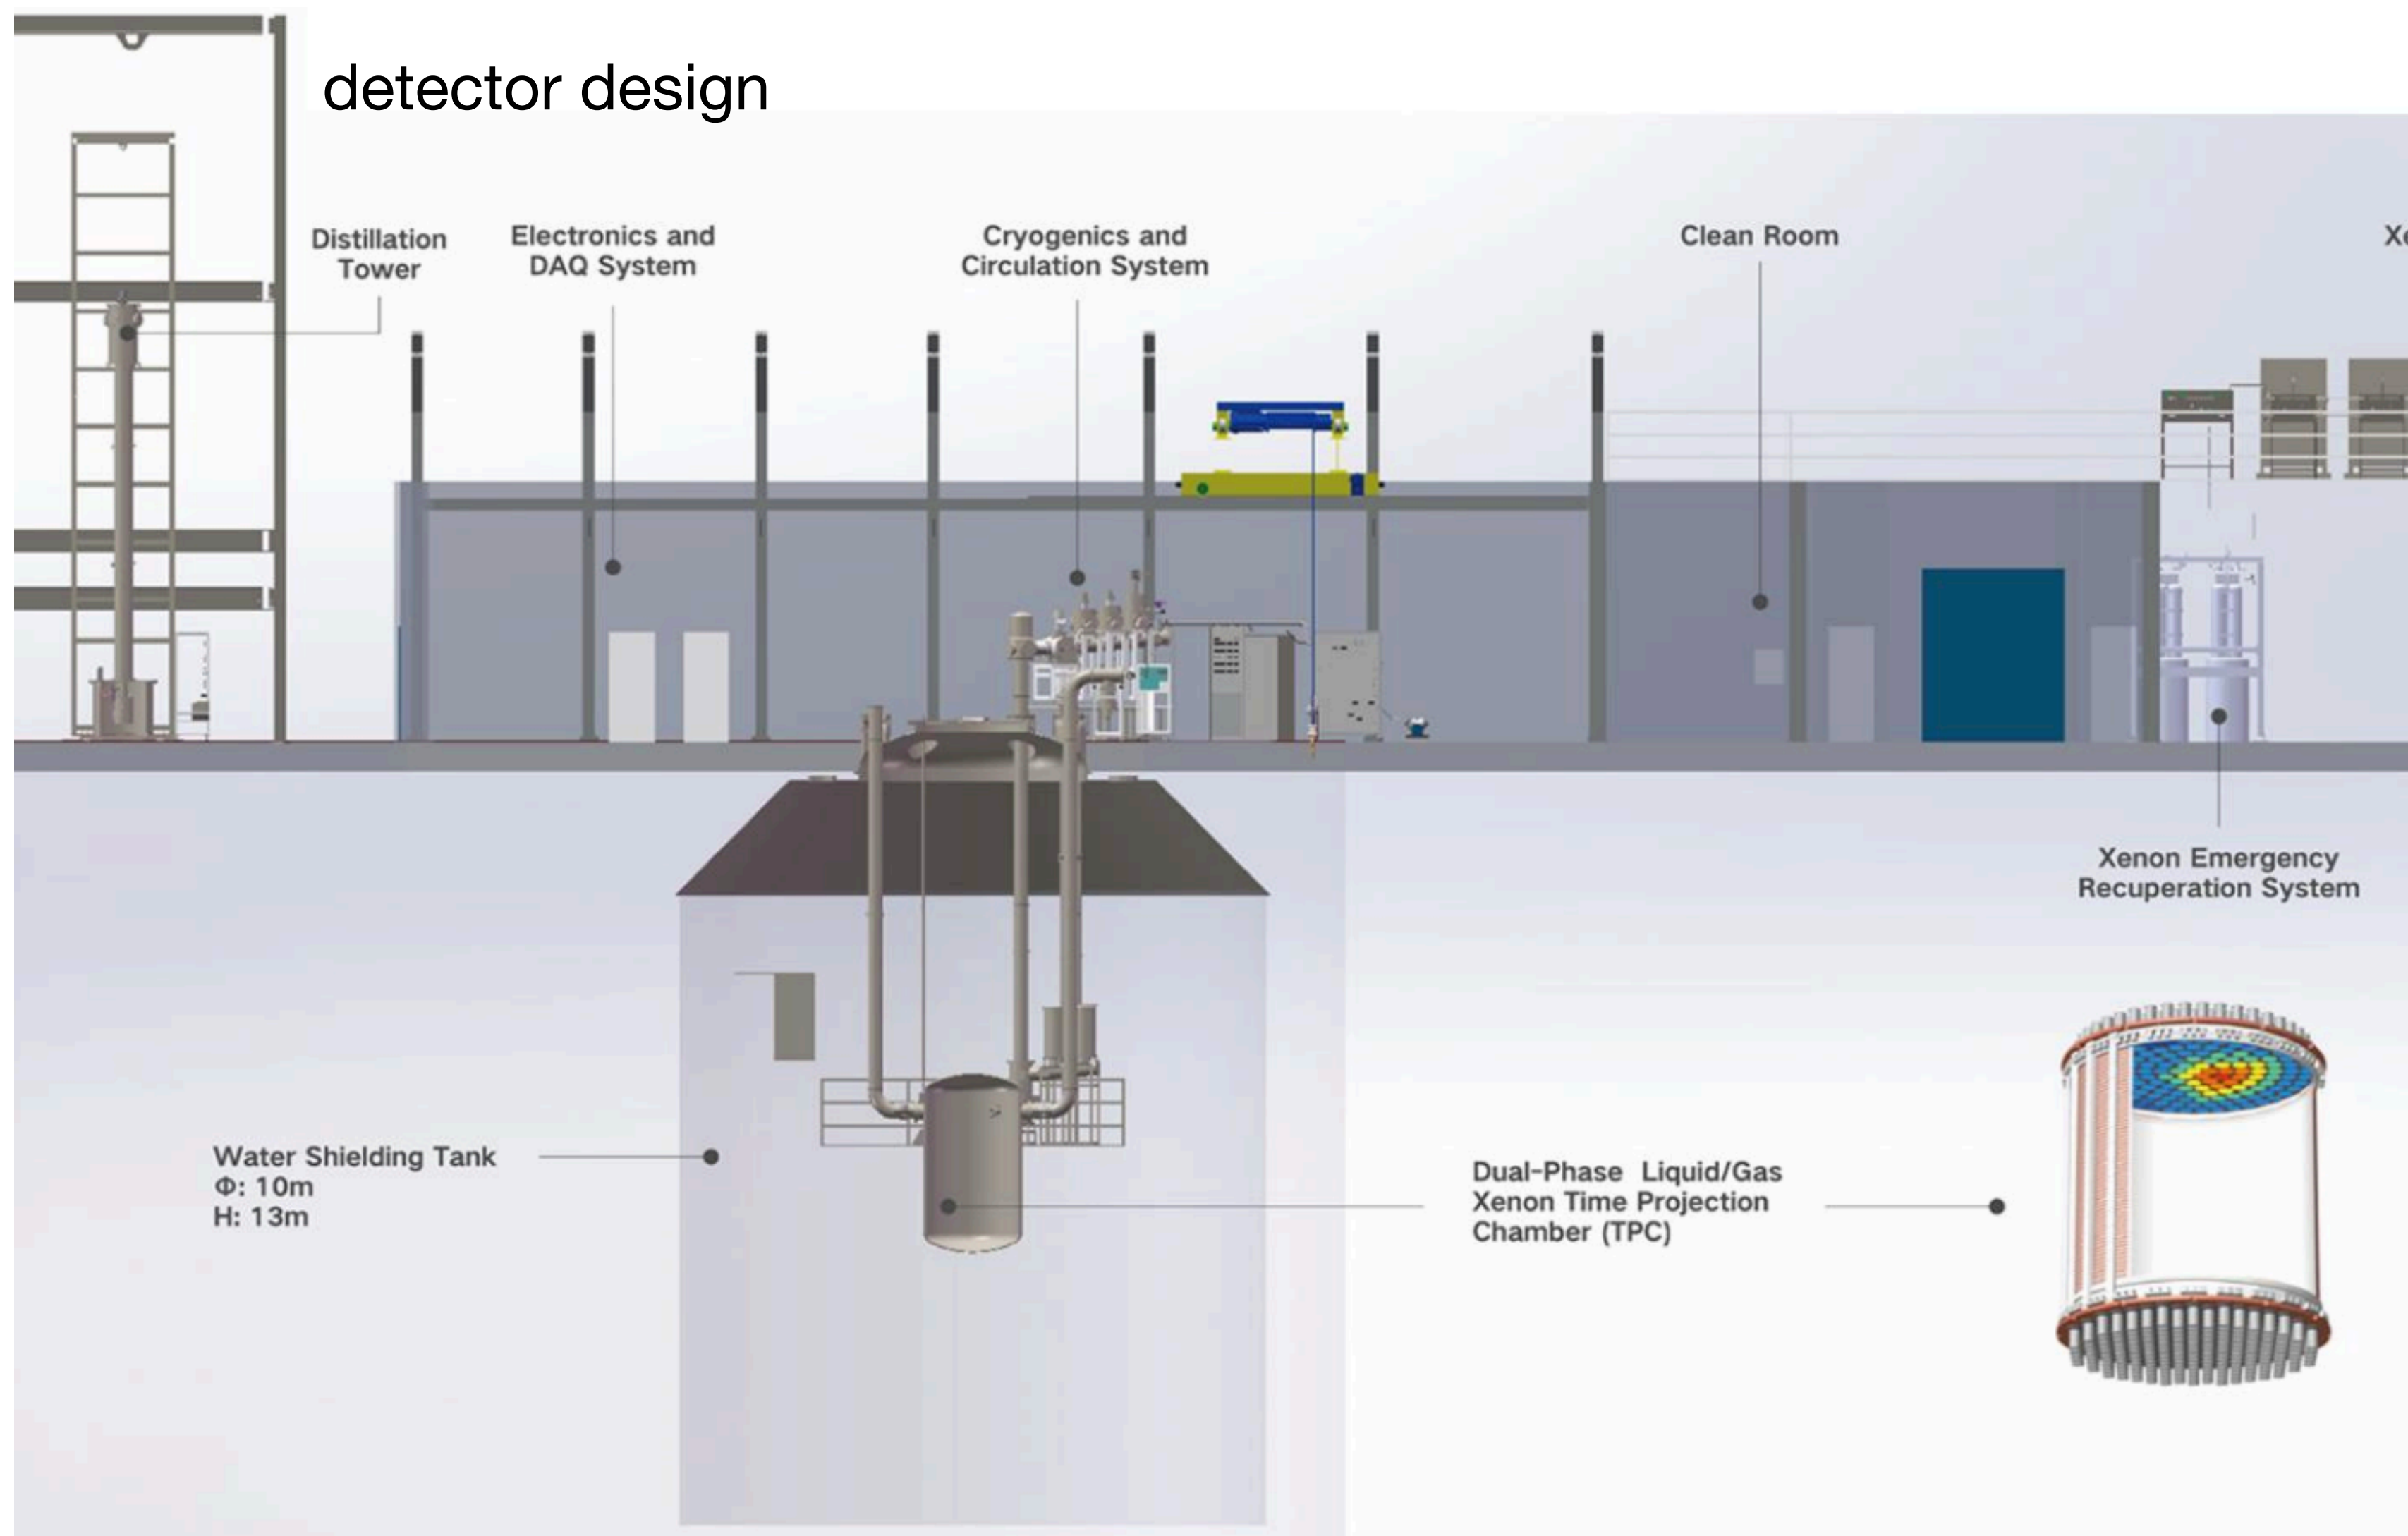 detector design
Distillation
Tower
Electronics and
DAQ System
Cryogenics and
Circulation System
Clean Room
Xenon Emergency
Recuperation System
Water Shielding Tank
Φ: 10m
H: 13m
Dual-Phase Liquid/Gas
Xenon Time Projection
Chamber (TPC)